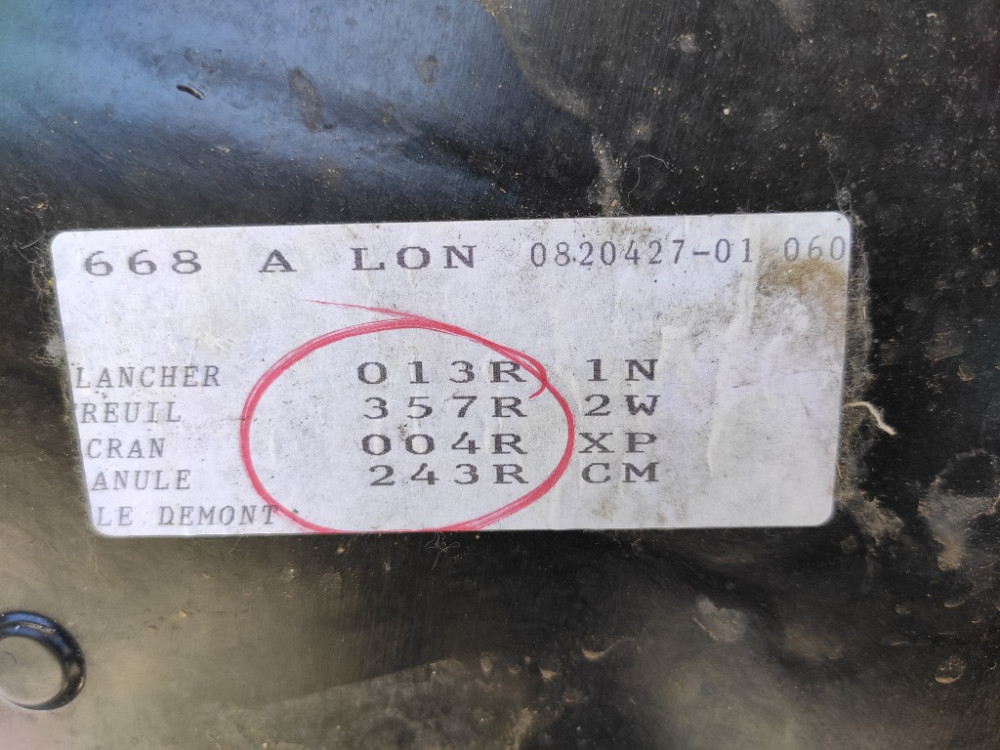 668 A LON 0820427-01 060
LANCHER 013R 1N
REUIL 357R 2W
CRAN 004R XP
ANULE 243R CM
LE DEMONT